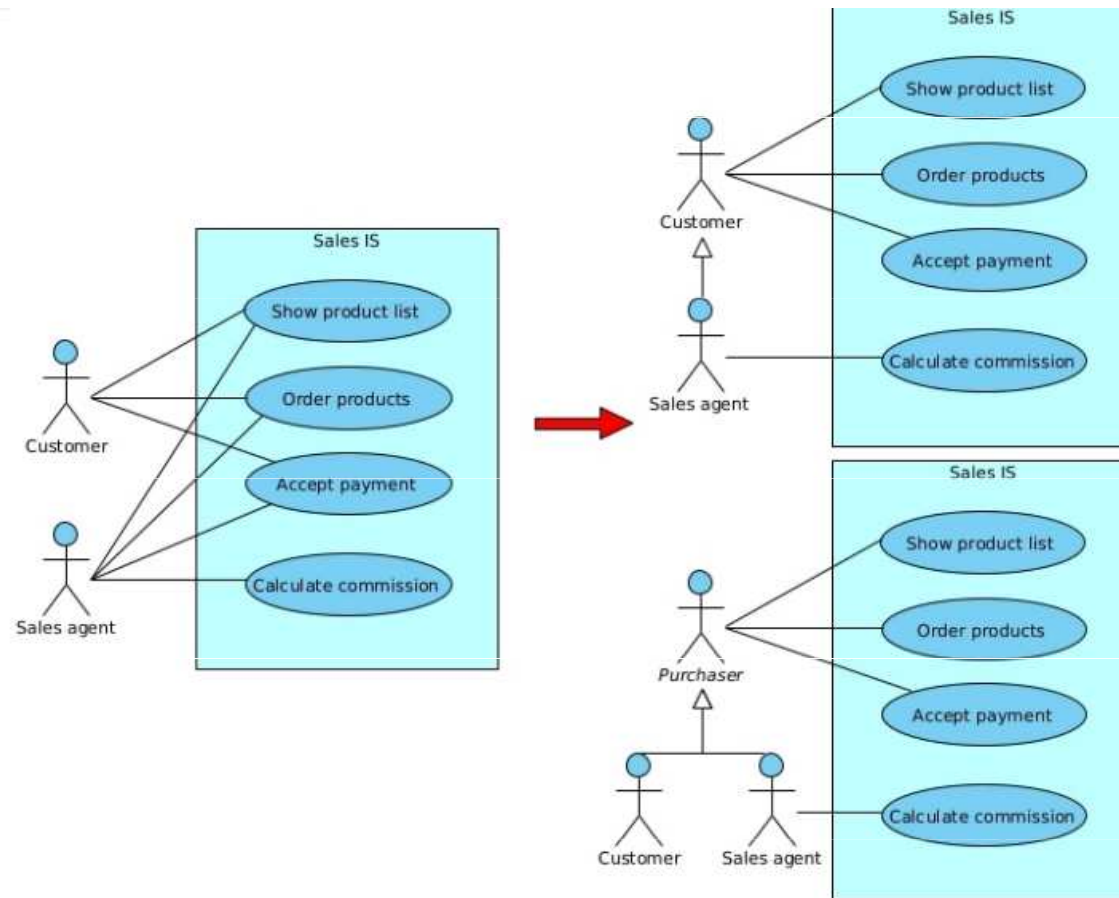 Sales IS
Show product list
Order products
Customer
Accept payment
Sales agent
Calculate commission
Sales IS
Show product list
Order products
Customer
Accept payment
Calculate commission
Sales agent
Sales IS
Show product list
Order products
Purchaser
Accept payment
Calculate commission
Customer
Sales agent